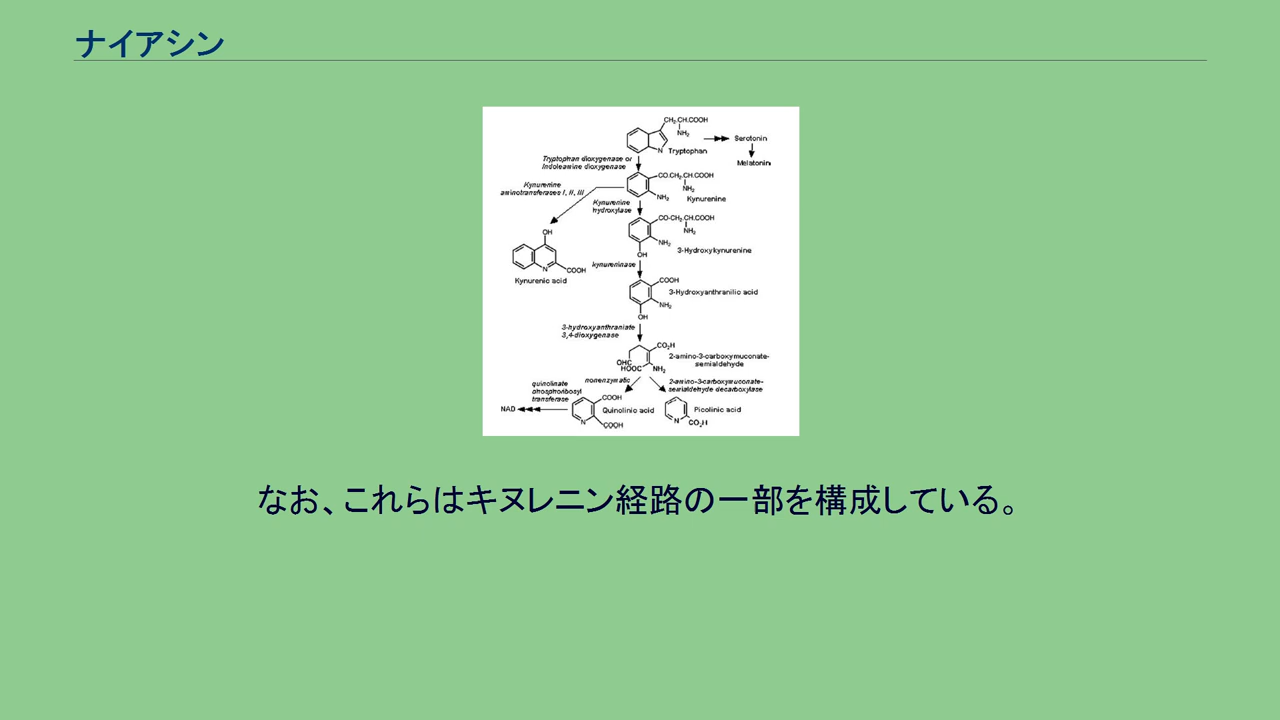 ナイアシン
CH2CH.COOH
NH2
N
Tryptophan
Serotonin
Melatonin
Tryptophan dioxygenase or
Indoleamine dioxygenase
Kynurenine
aminotransferases I, II, III
CO.CH2.CH.COOH
NH2
NH2
Kynurenine
Kynurenine
hydroxylase
CO-CH2.CH.COOH
NH2
NH2
OH
3-Hydroxykynurenine
OH
N
COOH
Kynurenic acid
kynureninase
COOH
NH2
OH
3-Hydroxyanthranilic acid
3-hydroxyanthranilate
3,4-dioxygenase
CO2H
OHC
HOOC
NH2
2-amino-3-carboxymuconate-
semialdehyde
nonenzymatic
2-amino-3-carboxymuconate-
semialdehyde decarboxylase
quinolinate
phosphoribosyl
transferase
NAD
N
COOH
COOH
Quinolinic acid
N
CO2H
Picolinic acid
なお、これらはキヌレニン経路の一部を構成している。